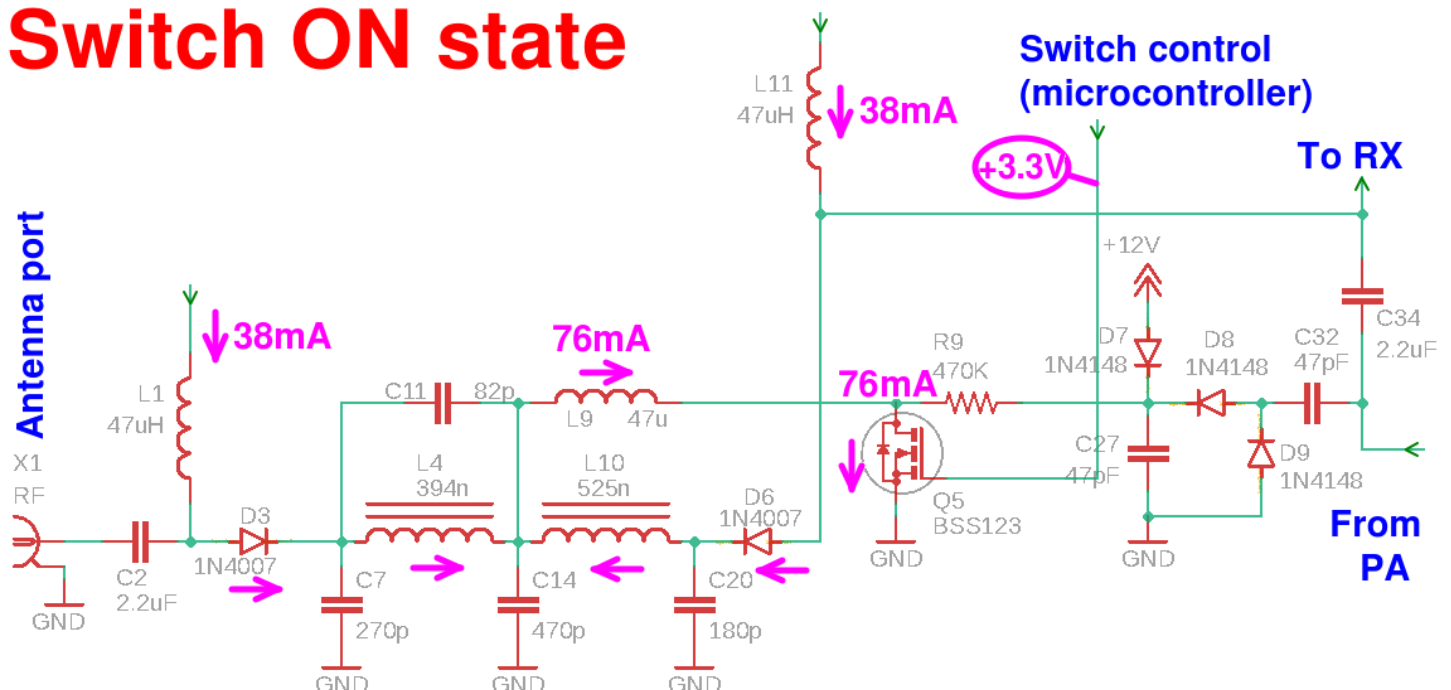 Switch ON state
Switch control
(microcontroller)
L11
47uH
38mA
+3.3V
To RX
Antenna port
+12V
38mA
76mA
D7
1N4148
D8
1N4148
C32
47pF
C34
2.2uF
L1
47uH
C11
82p
L9
47u
76mA
R9
470K
C27
47pF
D9
1N4148
X1
RF
L4
394n
L10
525n
D6
1N4007
Q5
BSS123
D3
1N4007
GND
GND
From
PA
C2
2.2uF
GND
C7
270p
C14
470p
C20
180p
GND
GND
GND